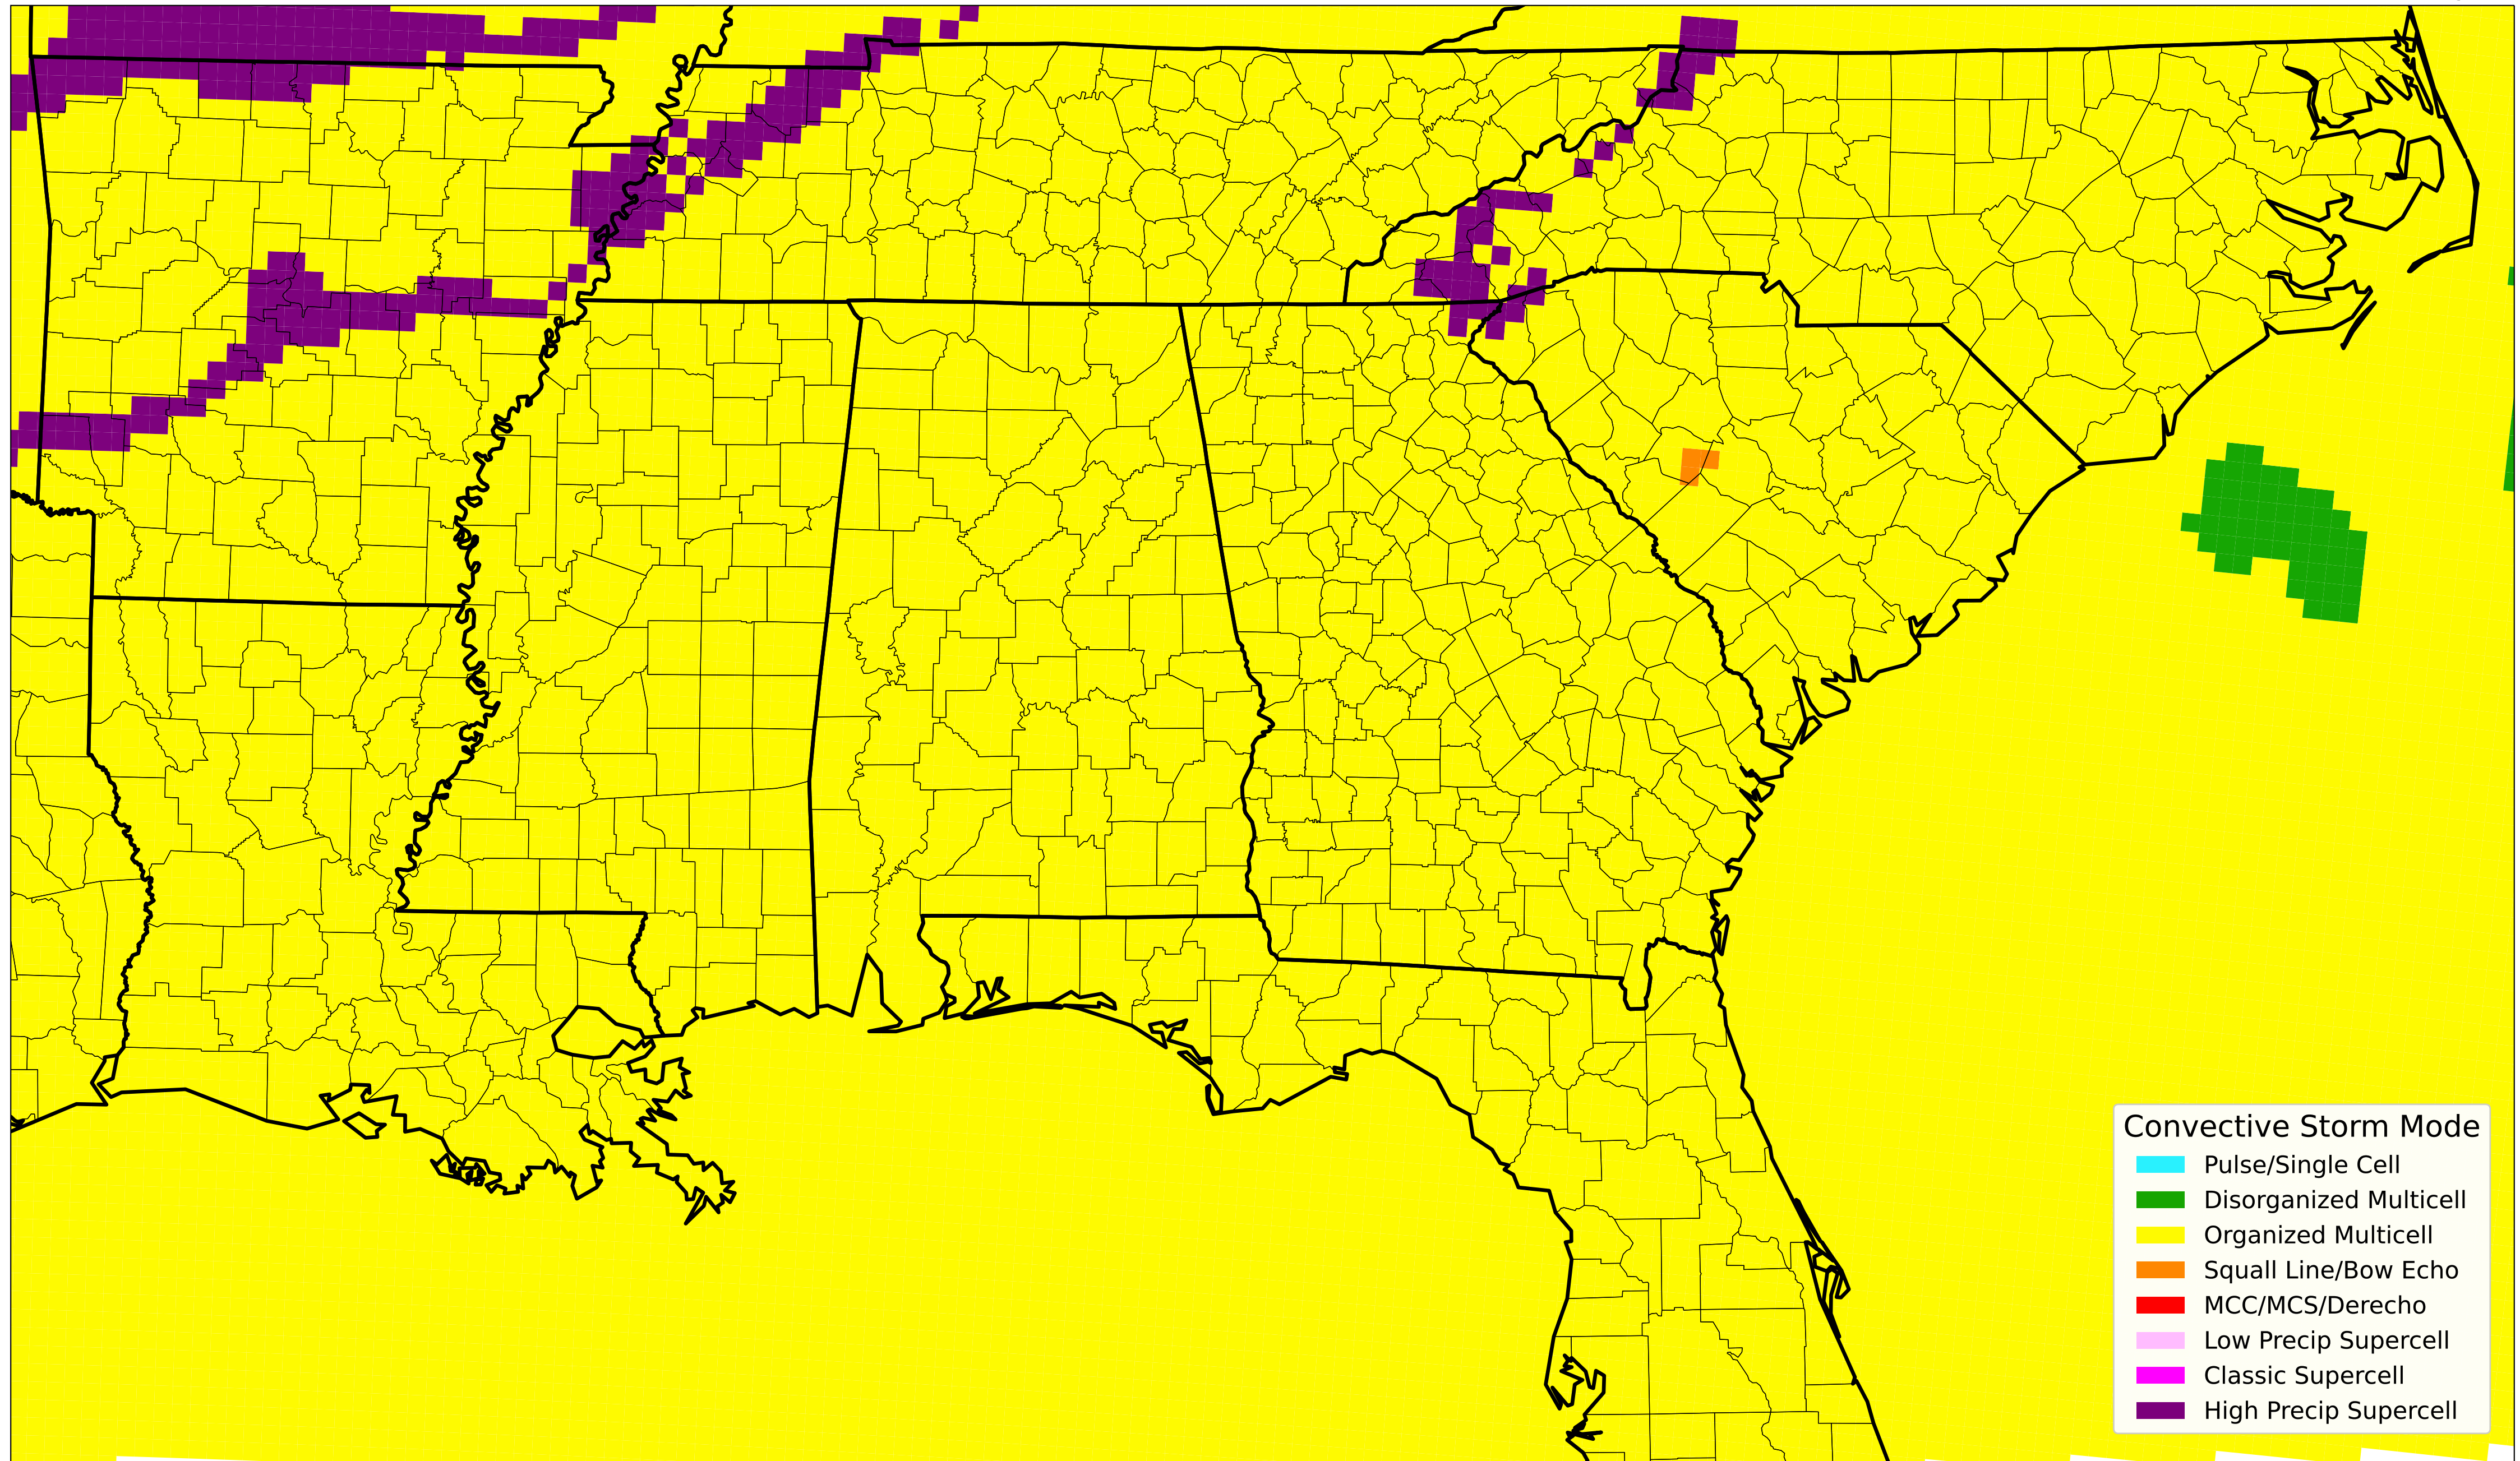 Convective Storm Mode
Pulse/Single Cell
Disorganized Multicell
Organized Multicell
Squall Line/Bow Echo
MCC/MCS/Derecho
Low Precip Supercell
Classic Supercell
High Precip Supercell